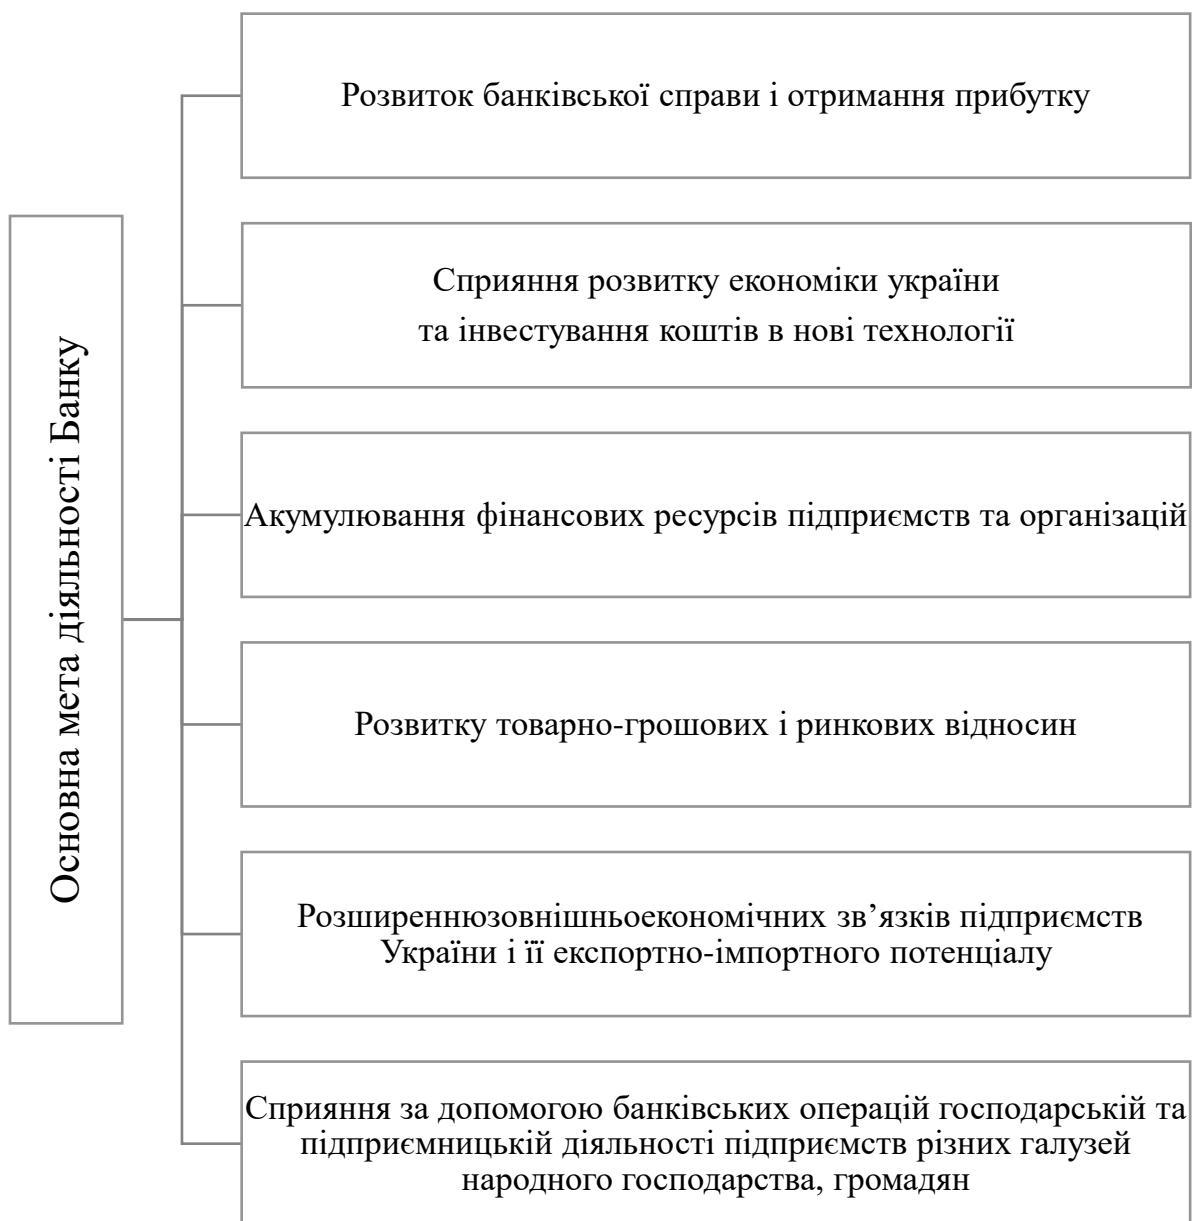 Основна мета діяльності Банку
Розвиток банківської справи і отримання прибутку
Сприяння розвитку економіки україни
та інвестування коштів в нові технології
Акумулювання фінансових ресурсів підприємств та організацій
Розвитку товарно-грошових і ринкових відносин
Розширеннюзовнішньоекономічних зв’язків підприємств
України і її експортно-імпортного потенціалу
Сприяння за допомогою банківських операцій господарській та
підприємницькій діяльності підприємств різних галузей
народного господарства, громадян